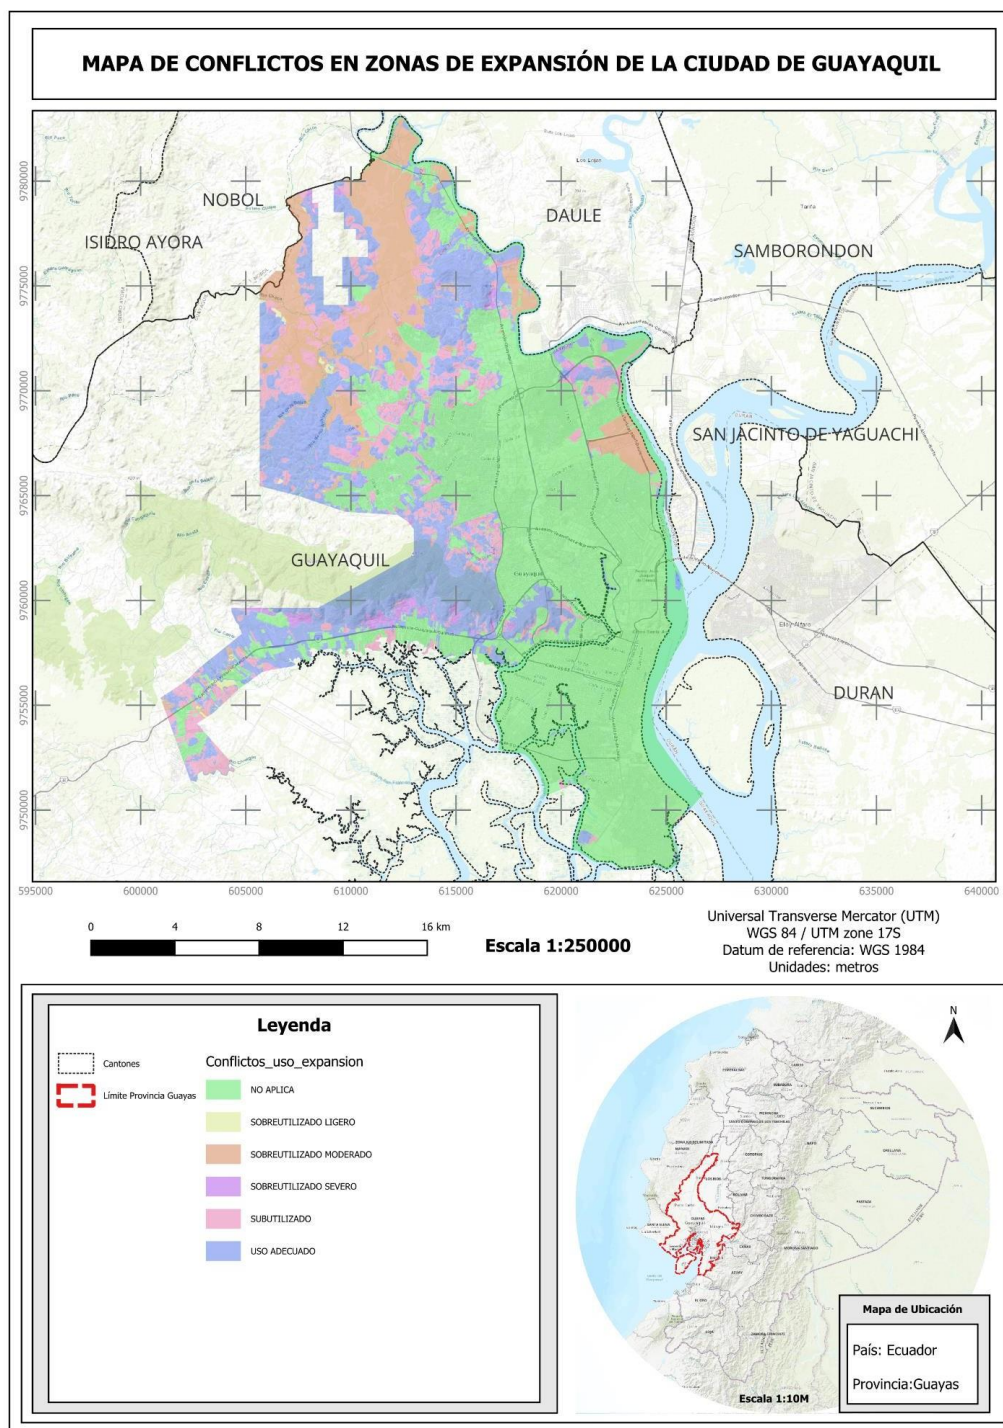 MAPA DE CONFLICTOS EN ZONAS DE EXPANSIÓN DE LA CIUDAD DE GUAYAQUIL
NOBOL
DAULE
ISIDRO AYORA
SAMBORONDON
SAN JACINTO DE YAGUACHI
GUAYAQUIL
Guayaquil
Eloy Alfaro
DURAN
9780000
9775000
9770000
9765000
9760000
9755000
9750000
595000 600000 605000 610000 615000 620000 625000 630000 635000 640000
0 4 8 12 16 km
Escala 1:250000
Universal Transverse Mercator (UTM)
WGS 84 / UTM zone 17S
Datum de referencia: WGS 1984
Unidades: metros
Leyenda
Cantones
Límite Provincia Guayas
Conflictos_uso_expansion
NO APLICA
SOBREUTILIZADO LIGERO
SOBREUTILIZADO MODERADO
SOBREUTILIZADO SEVERO
SUBUTILIZADO
USO ADECUADO
N
Escala 1:10M
Mapa de Ubicación
País: Ecuador
Provincia:Guayas